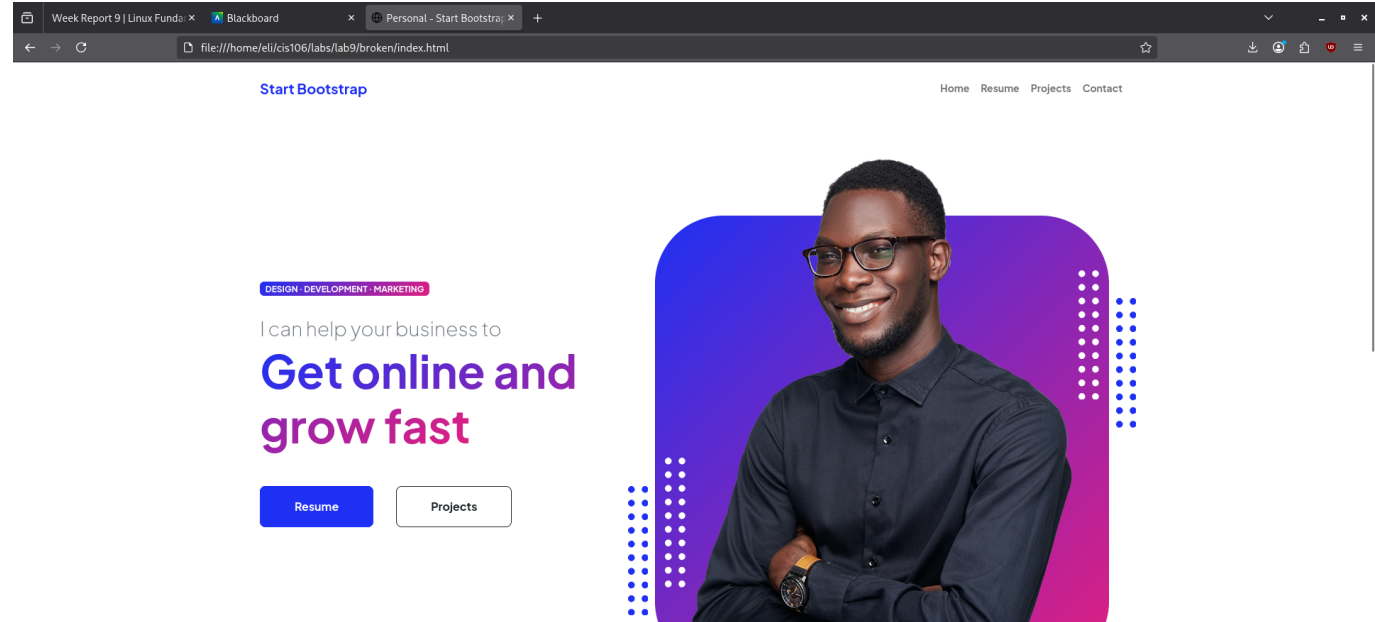 Week Report 9 | Linux Funda
Blackboard
Personal - Start Bootstrap
file:///home/eli/cis106/labs/lab9/broken/index.html
Start Bootstrap
Home Resume Projects Contact
DESIGN · DEVELOPMENT · MARKETING
I can help your business to
Get online and
grow fast
Resume
Projects